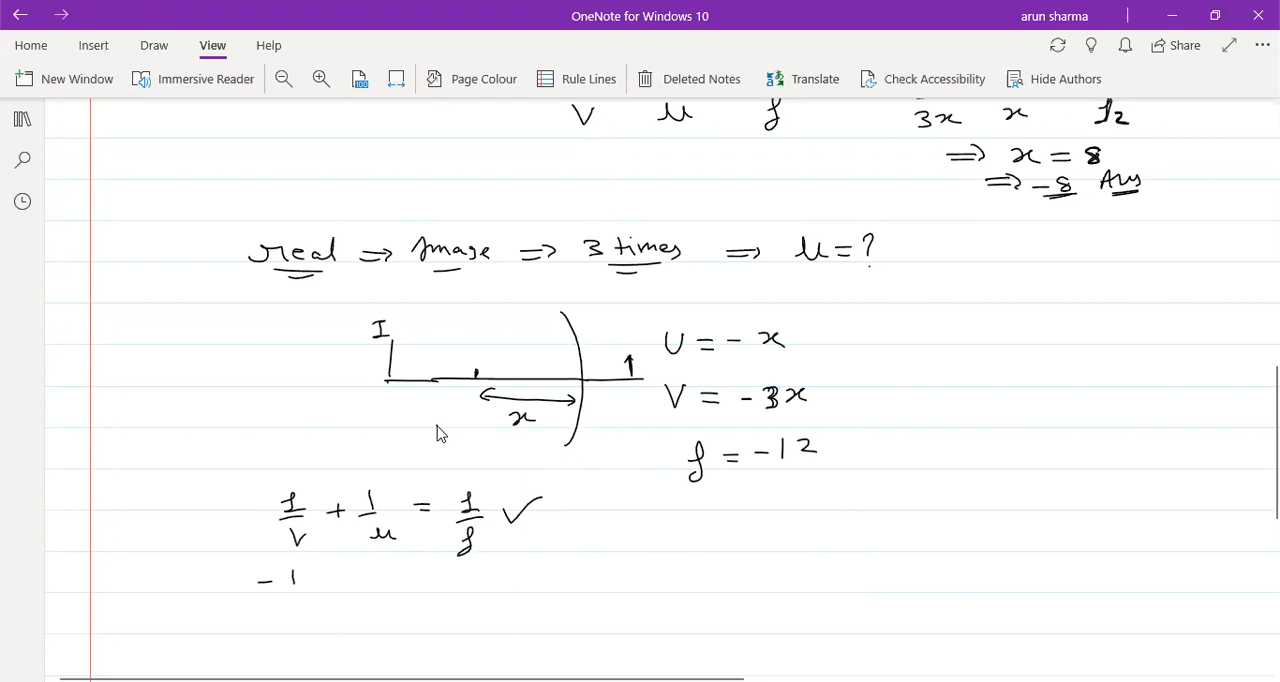 OneNote for Windows 10
arun sharma
Home Insert Draw View Help
Share
New Window Immersive Reader Page Colour Rule Lines Deleted Notes Translate Check Accessibility Hide Authors
V u f 3x x 12
⇒ x = 8
⇒ -8 Ans
real ⇒ Image ⇒ 3 times ⇒ u = ?
I
U = - x
V = - 3x
x
f = -12
1/v + 1/u = 1/f ✓
- 1